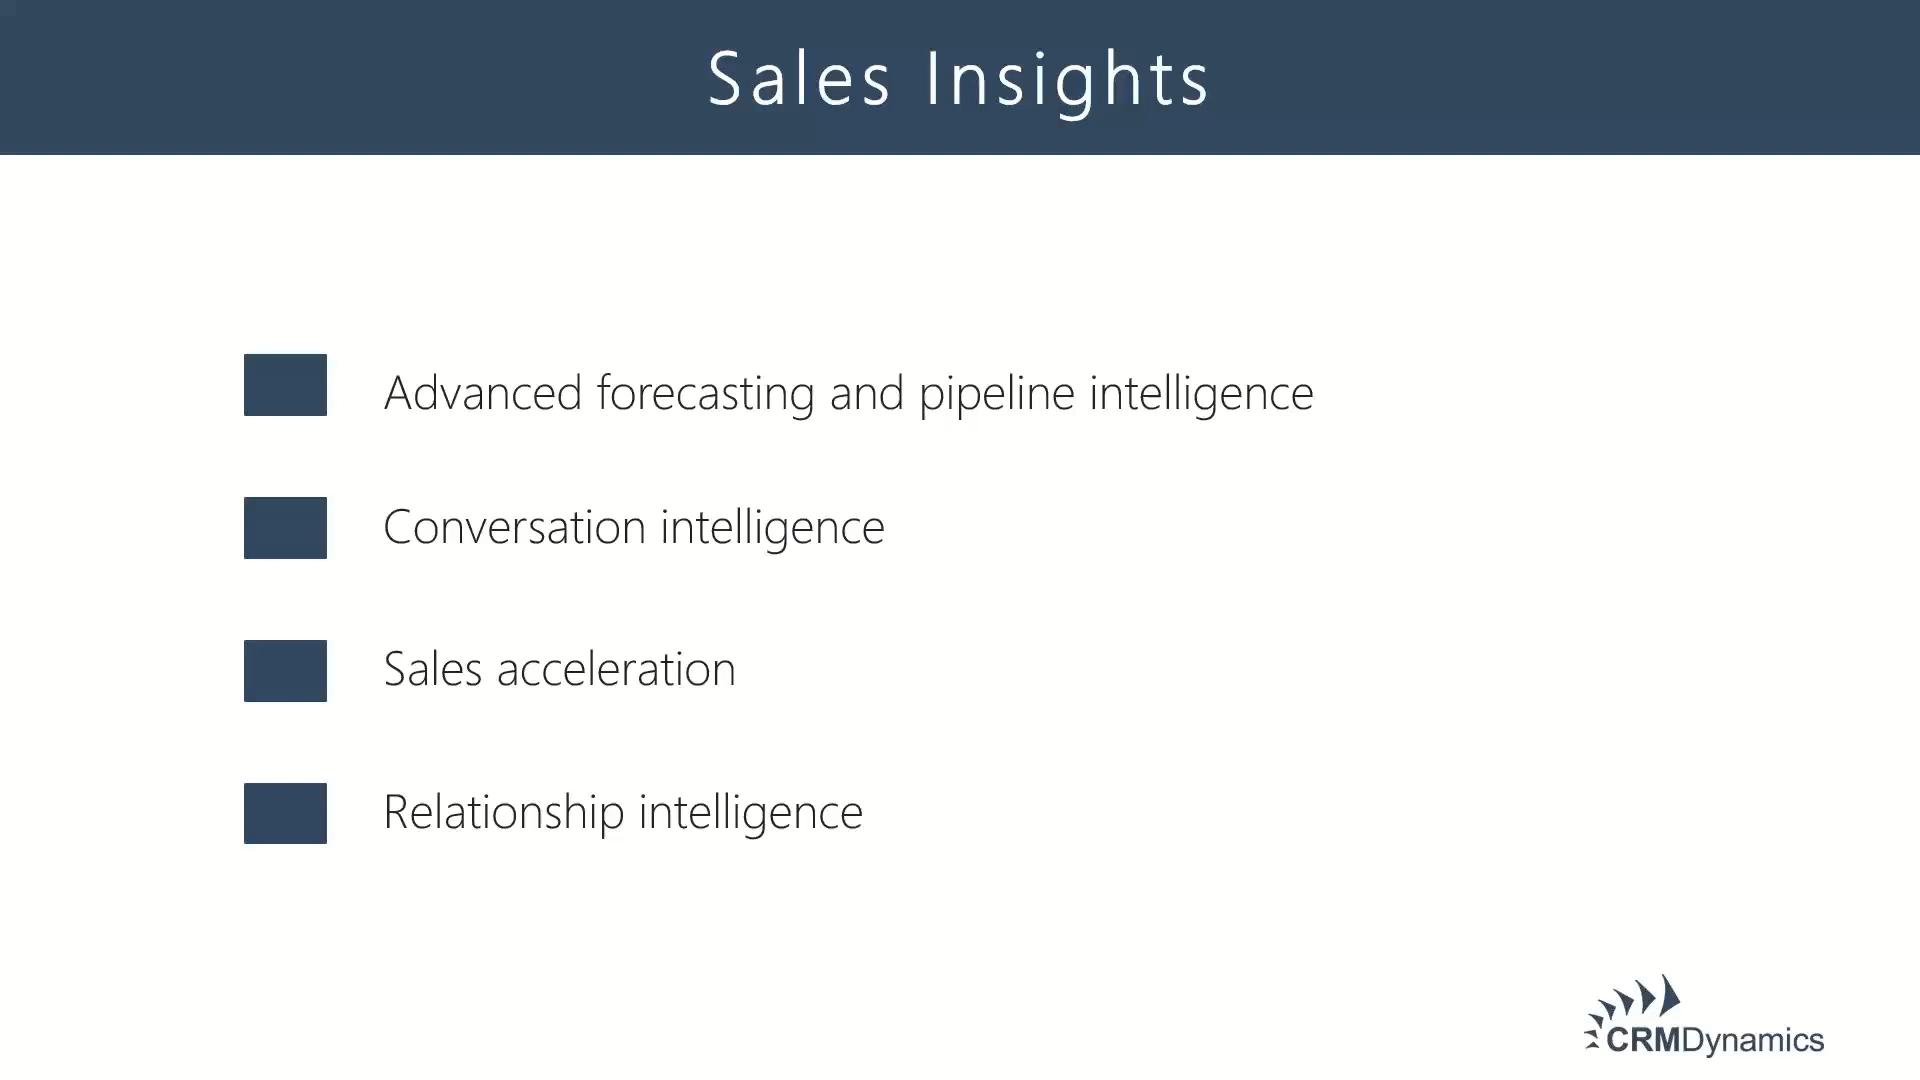 Sales Insights
Advanced forecasting and pipeline intelligence
Conversation intelligence
Sales acceleration
Relationship intelligence
CRMDynamics